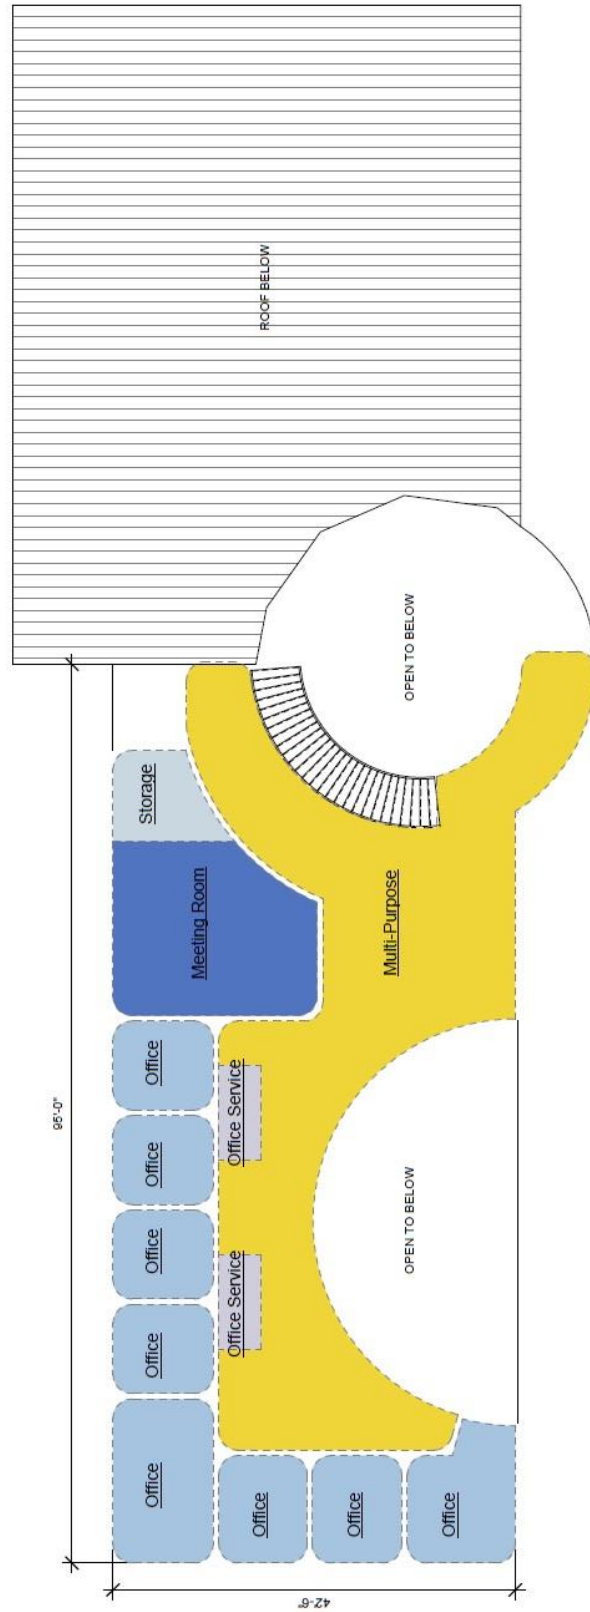 ROOF BELOW
OPEN TO BELOW
Storage
Meeting Room
Multi-Purpose
95'-0"
Office
Office Service
Office
Office
OPEN TO BELOW
Office Service
Office
Office
Office
Office
Office
42'-6"